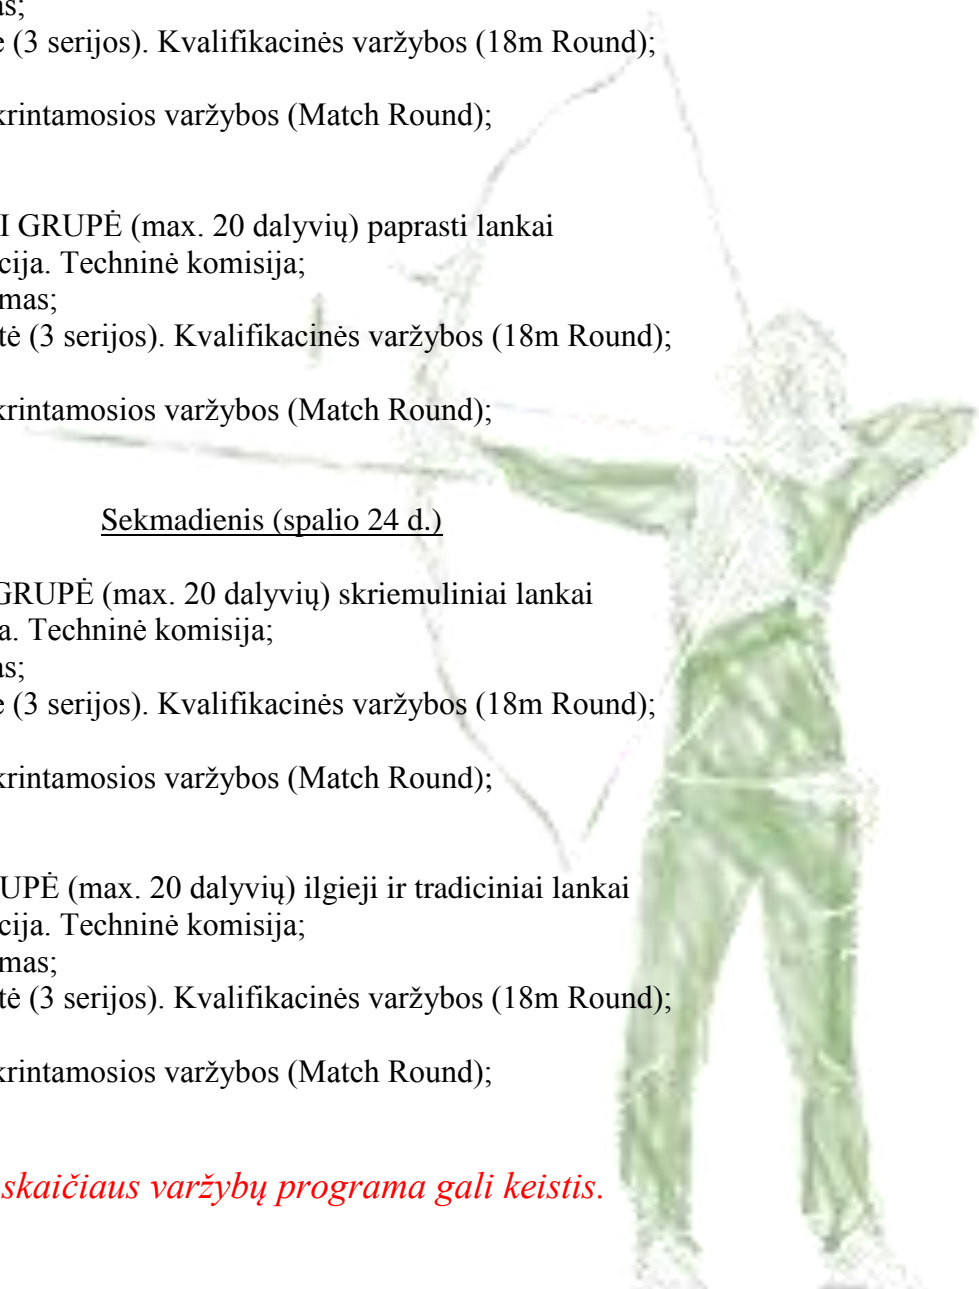 as;
e (3 serijos). Kvalifikacinės varžybos (18m Round);
krintamosios varžybos (Match Round);
I GRUPĖ (max. 20 dalyvių) paprasti lankai
cija. Techninė komisija;
mas;
tė (3 serijos). Kvalifikacinės varžybos (18m Round);
krintamosios varžybos (Match Round);
Sekmadienis (spalio 24 d.)
GRUPĖ (max. 20 dalyvių) skriemuliniai lankai
a. Techninė komisija;
as;
e (3 serijos). Kvalifikacinės varžybos (18m Round);
krintamosios varžybos (Match Round);
UPĖ (max. 20 dalyvių) ilgieji ir tradiciniai lankai
cija. Techninė komisija;
mas;
tė (3 serijos). Kvalifikacinės varžybos (18m Round);
krintamosios varžybos (Match Round);
skaičiaus varžybų programa gali keistis.